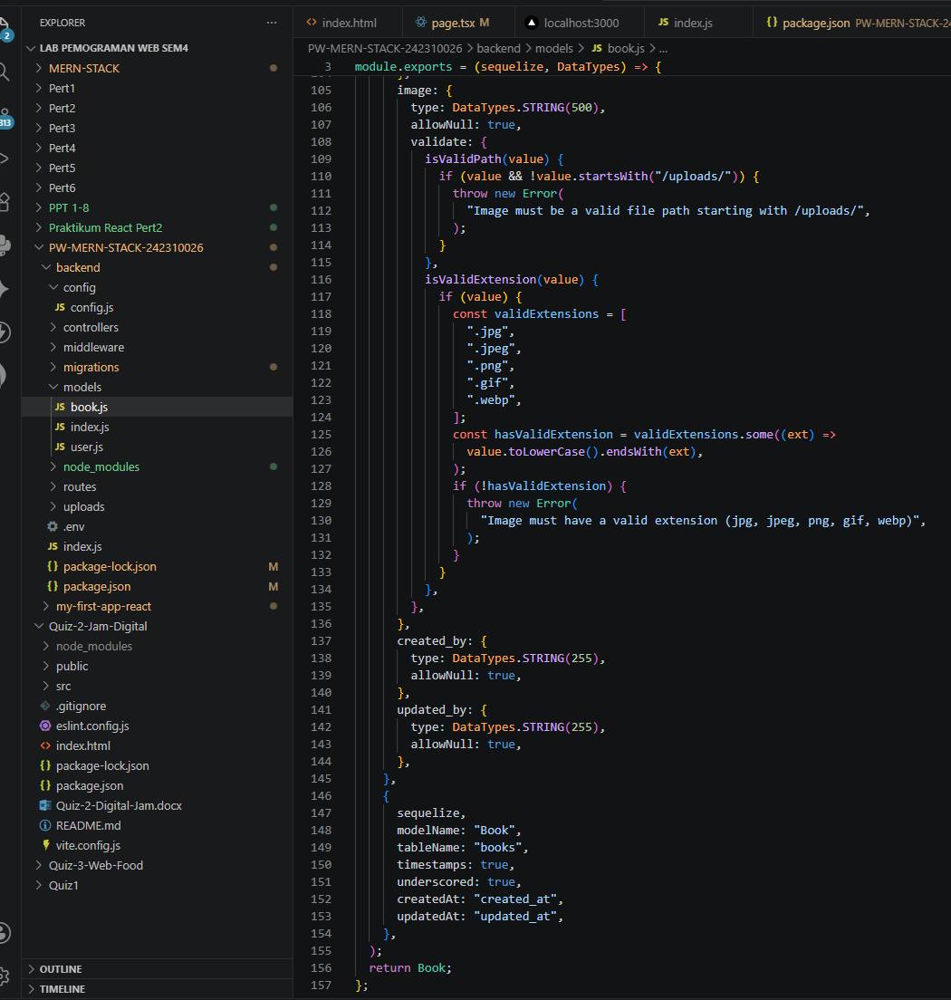 EXPLORER
...
LAB PEMOGRAMAN WEB SEM4
MERN-STACK
Pert1
Pert2
Pert3
Pert4
Pert5
Pert6
PPT 1-8
Praktikum React Pert2
PW-MERN-STACK-242310026
backend
config
JS config.js
controllers
middleware
migrations
models
JS book.js
JS index.js
JS user.js
node_modules
routes
uploads
.env
JS index.js
{} package-lock.json M
{} package.json M
my-first-app-react
Quiz-2-Jam-Digital
node_modules
public
src
.gitignore
eslint.config.js
<> index.html
{} package-lock.json
{} package.json
Quiz-2-Digital-Jam.docx
README.md
vite.config.js
Quiz-3-Web-Food
Quiz1
OUTLINE
TIMELINE
2
313
<> index.html
page.tsx M
localhost:3000
JS index.js
{} package.json PW-MERN-STACK-24
PW-MERN-STACK-242310026 > backend > models > JS book.js > ...
3 module.exports = (sequelize, DataTypes) => {
105 image: {
106 type: DataTypes.STRING(500),
107 allowNull: true,
108 validate: {
109 isValidPath(value) {
110 if (value && !value.startsWith("/uploads/")) {
111 throw new Error(
112 "Image must be a valid file path starting with /uploads/",
113 );
114 }
115 },
116 isValidExtension(value) {
117 if (value) {
118 const validExtensions = [
119 ".jpg",
120 ".jpeg",
121 ".png",
122 ".gif",
123 ".webp",
124 ];
125 const hasValidExtension = validExtensions.some((ext) =>
126 value.toLowerCase().endsWith(ext),
127 );
128 if (!hasValidExtension) {
129 throw new Error(
130 "Image must have a valid extension (jpg, jpeg, png, gif, webp)",
131 );
132 }
133 }
134 },
135 },
136 },
137 created_by: {
138 type: DataTypes.STRING(255),
139 allowNull: true,
140 },
141 updated_by: {
142 type: DataTypes.STRING(255),
143 allowNull: true,
144 },
145 },
146 {
147 sequelize,
148 modelName: "Book",
149 tableName: "books",
150 timestamps: true,
151 underscored: true,
152 createdAt: "created_at",
153 updatedAt: "updated_at",
154 },
155 );
156 return Book;
157 };